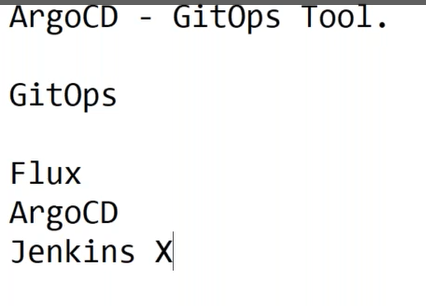 ArgoCD - GitOps Tool.
GitOps
Flux
ArgoCD
Jenkins X